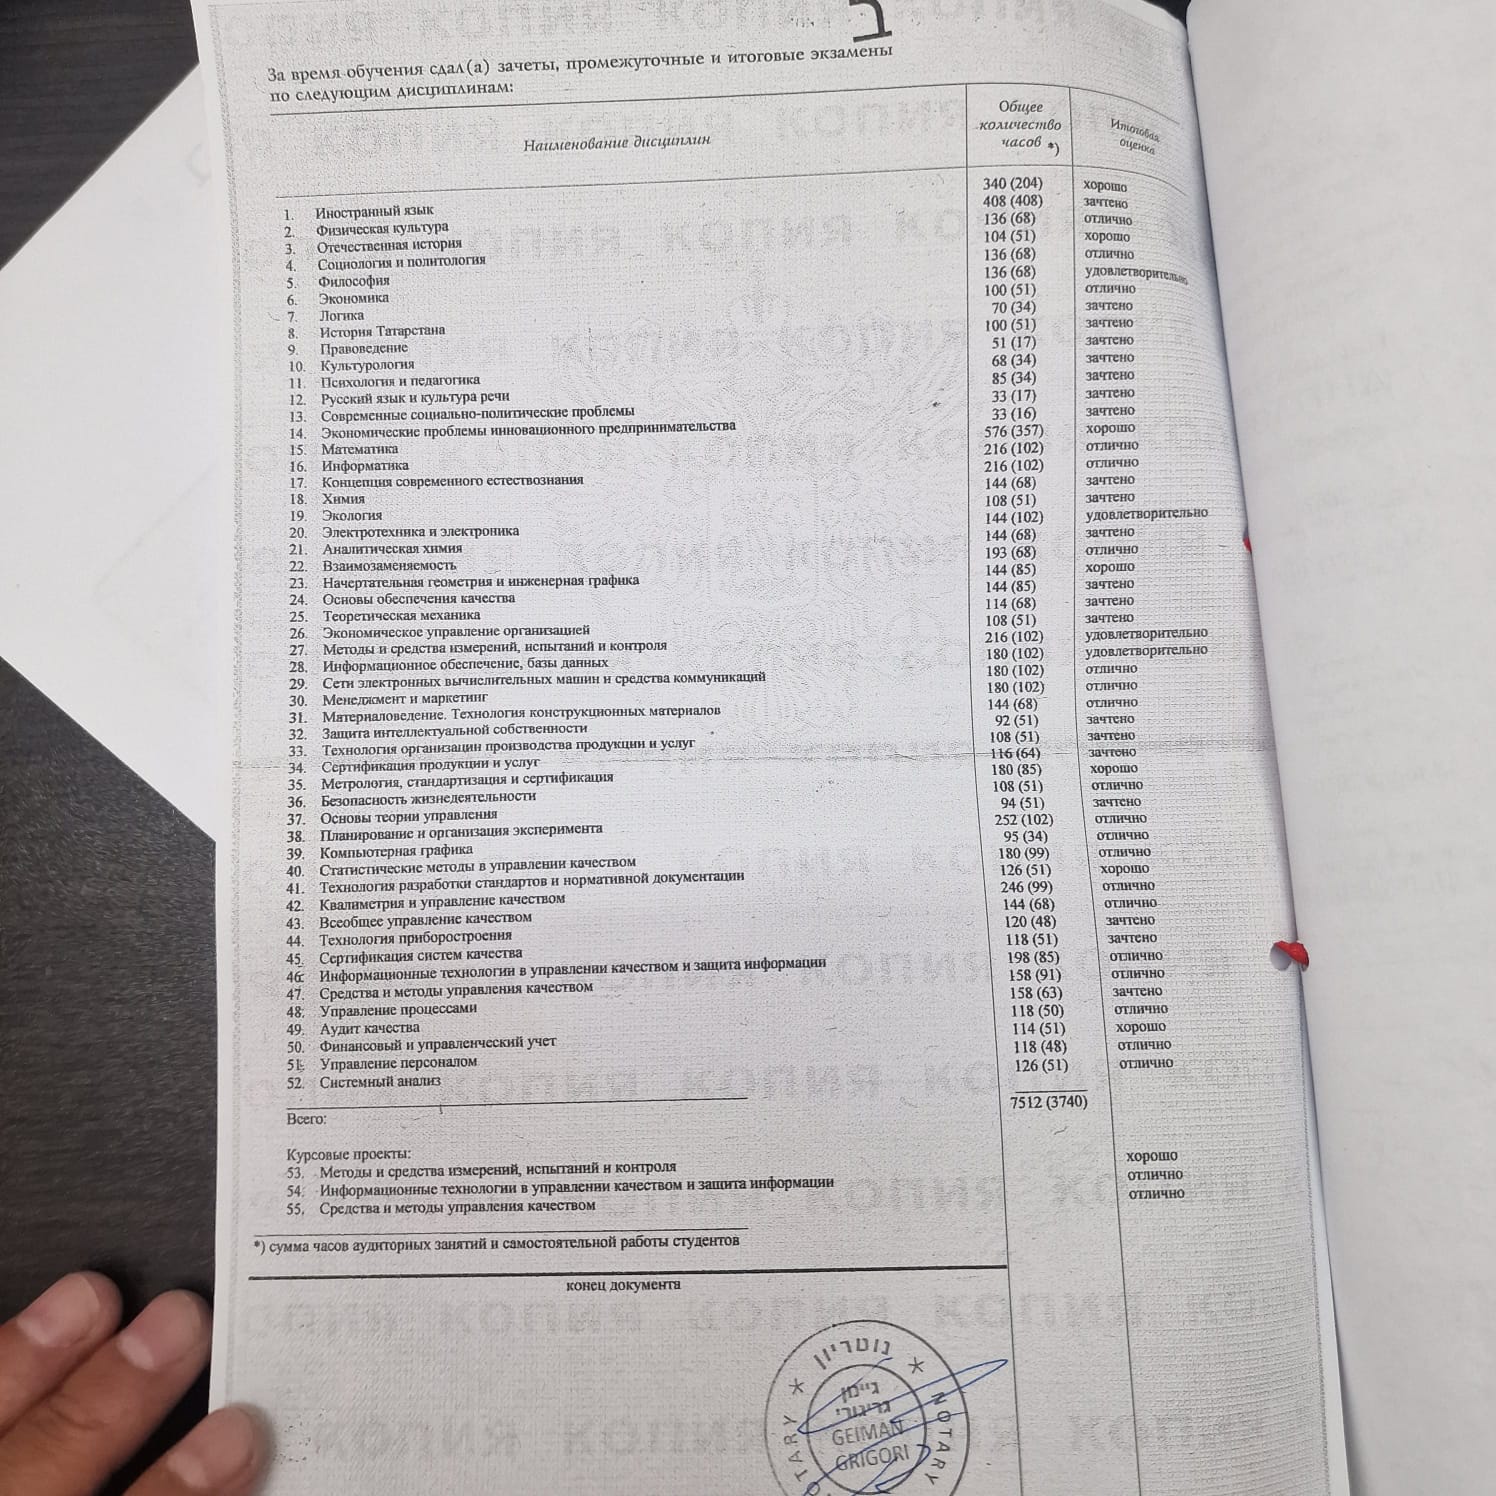 ב
За время обучения сдал(а) зачеты, промежуточные и итоговые экзамены
по следующим дисциплинам:
Наименование дисциплин
Общее
количество
часов *)
Итоговая
оценка
1. Иностранный язык 340 (204) хорошо
2. Физическая культура 408 (408) зачтено
3. Отечественная история 136 (68) отлично
4. Социология и политология 104 (51) хорошо
5. Философия 136 (68) отлично
6. Экономика 136 (68) удовлетворительно
7. Логика 100 (51) отлично
8. История Татарстана 70 (34) зачтено
9. Правоведение 100 (51) зачтено
10. Культурология 51 (17) зачтено
11. Психология и педагогика 68 (34) зачтено
12. Русский язык и культура речи 85 (34) зачтено
13. Современные социально-политические проблемы 33 (17) зачтено
14. Экономические проблемы инновационного предпринимательства 33 (16) зачтено
15. Математика 576 (357) хорошо
16. Информатика 216 (102) отлично
17. Концепция современного естествознания 216 (102) отлично
18. Химия 144 (68) зачтено
19. Экология 108 (51) зачтено
20. Электротехника и электроника 144 (102) удовлетворительно
21. Аналитическая химия 144 (68) зачтено
22. Взаимозаменяемость 193 (68) отлично
23. Начертательная геометрия и инженерная графика 144 (85) хорошо
24. Основы обеспечения качества 144 (85) зачтено
25. Теоретическая механика 114 (68) зачтено
26. Экономическое управление организацией 108 (51) зачтено
27. Методы и средства измерений, испытаний и контроля 216 (102) удовлетворительно
28. Информационное обеспечение, базы данных 180 (102) удовлетворительно
29. Сети электронных вычислительных машин и средства коммуникаций 180 (102) отлично
30. Менеджмент и маркетинг 180 (102) отлично
31. Материаловедение. Технология конструкционных материалов 144 (68) отлично
32. Защита интеллектуальной собственности 92 (51) зачтено
33. Технология организации производства продукции и услуг 108 (51) зачтено
34. Сертификация продукции и услуг 116 (64) зачтено
35. Метрология, стандартизация и сертификация 180 (85) хорошо
36. Безопасность жизнедеятельности 108 (51) отлично
37. Основы теории управления 94 (51) зачтено
38. Планирование и организация эксперимента 252 (102) отлично
39. Компьютерная графика 95 (34) отлично
40. Статистические методы в управлении качеством 180 (99) отлично
41. Технология разработки стандартов и нормативной документации 126 (51) хорошо
42. Квалиметрия и управление качеством 246 (99) отлично
43. Всеобщее управление качеством 144 (68) отлично
44. Технология приборостроения 120 (48) зачтено
45. Сертификация систем качества 118 (51) зачтено
46. Информационные технологии в управлении качеством и защита информации 198 (85) отлично
47. Средства и методы управления качеством 158 (91) отлично
48. Управление процессами 158 (63) зачтено
49. Аудит качества 118 (50) отлично
50. Финансовый и управленческий учет 114 (51) хорошо
51. Управление персоналом 118 (48) отлично
52. Системный анализ 126 (51) отлично
Всего: 7512 (3740)
Курсовые проекты:
53. Методы и средства измерений, испытаний и контроля хорошо
54. Информационные технологии в управлении качеством и защита информации отлично
55. Средства и методы управления качеством отлично
*) сумма часов аудиторных занятий и самостоятельной работы студентов
конец документа
נוטריון
גיימן
גריגורי
GEIMAN
GRIGORI
NOTARY